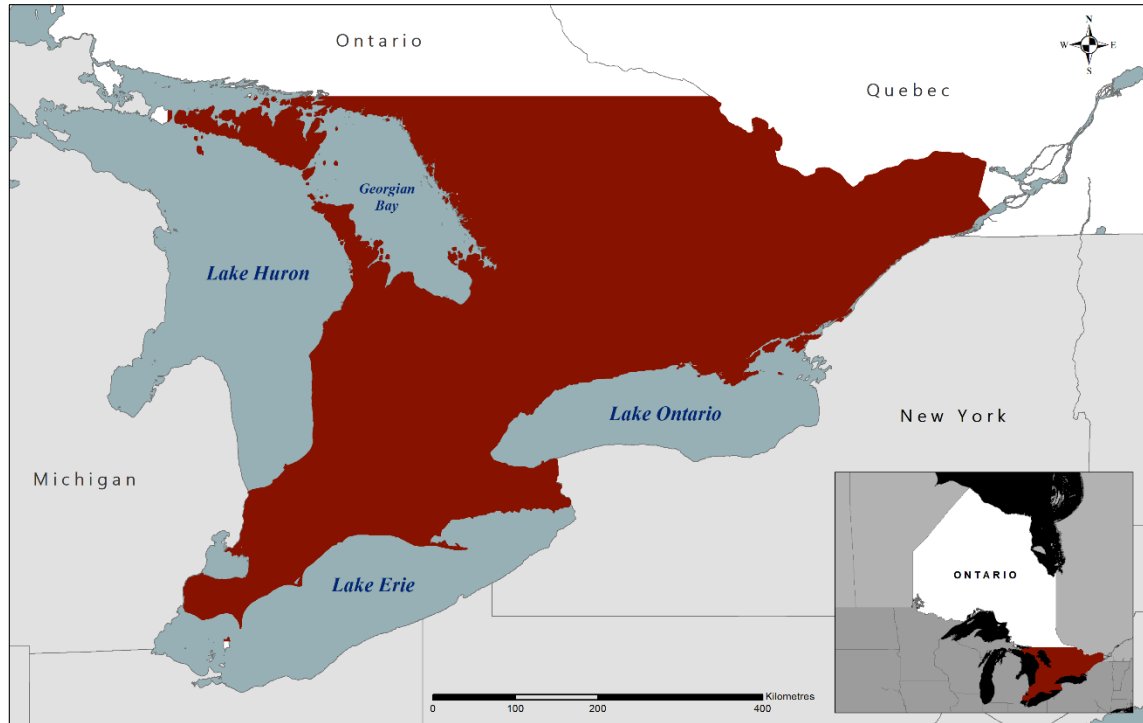 Ontario
N
W E
S
Quebec
Georgian
Bay
Lake Huron
Lake Ontario
New York
Michigan
Lake Erie
ONTARIO
Kilometres
0 100 200 400